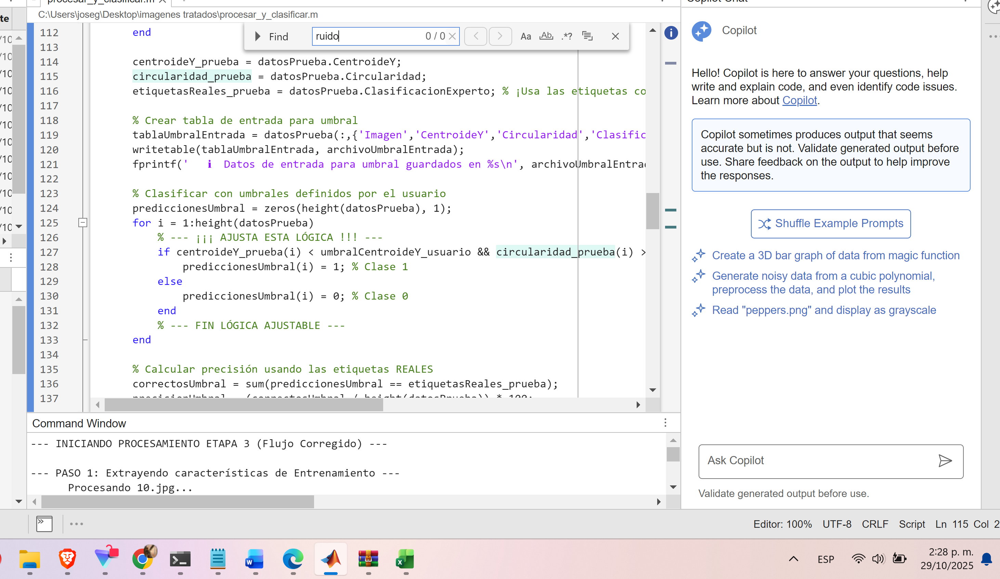 procesar_y_clasificar.m
Copilot Chat
C:\Users\joseg\Desktop\imagenes tratados\procesar_y_clasificar.m
te
/10
/10
/10
/10
/10
/10
/10
/10
/10
/10
/10
/10
Find
ruido
0 / 0
Aa
Ab
.*?
112 end
113
114 centroideY_prueba = datosPrueba.CentroideY;
115 circularidad_prueba = datosPrueba.Circularidad;
116 etiquetasReales_prueba = datosPrueba.ClasificacionExperto; % ¡Usa las etiquetas co
117
118 % Crear tabla de entrada para umbral
119 tablaUmbralEntrada = datosPrueba(:,{'Imagen','CentroideY','Circularidad','Clasific
120 writetable(tablaUmbralEntrada, archivoUmbralEntrada);
121 fprintf('   ℹ  Datos de entrada para umbral guardados en %s\n', archivoUmbralEntrad
122
123 % Clasificar con umbrales definidos por el usuario
124 prediccionesUmbral = zeros(height(datosPrueba), 1);
125 for i = 1:height(datosPrueba)
126 % --- ¡¡¡ AJUSTA ESTA LÓGICA !!! ---
127 if centroideY_prueba(i) < umbralCentroideY_usuario && circularidad_prueba(i) >
128 prediccionesUmbral(i) = 1; % Clase 1
129 else
130 prediccionesUmbral(i) = 0; % Clase 0
131 end
132 % --- FIN LÓGICA AJUSTABLE ---
133 end
134
135 % Calcular precisión usando las etiquetas REALES
136 correctosUmbral = sum(prediccionesUmbral == etiquetasReales_prueba);
137 precisionUmbral = (correctosUmbral / height(datosPrueba)) * 100;
Command Window
--- INICIANDO PROCESAMIENTO ETAPA 3 (Flujo Corregido) ---
--- PASO 1: Extrayendo características de Entrenamiento ---
Procesando 10.jpg...
Copilot
Hello! Copilot is here to answer your questions, help
write and explain code, and even identify code issues.
Learn more about Copilot.
Copilot sometimes produces output that seems
accurate but is not. Validate generated output before
use. Share feedback on the output to help improve
the responses.
Shuffle Example Prompts
Create a 3D bar graph of data from magic function
Generate noisy data from a cubic polynomial,
preprocess the data, and plot the results
Read "peppers.png" and display as grayscale
Ask Copilot
Validate generated output before use.
Editor: 100% UTF-8 CRLF Script Ln 115 Col 2
ESP
2:28 p. m.
29/10/2025